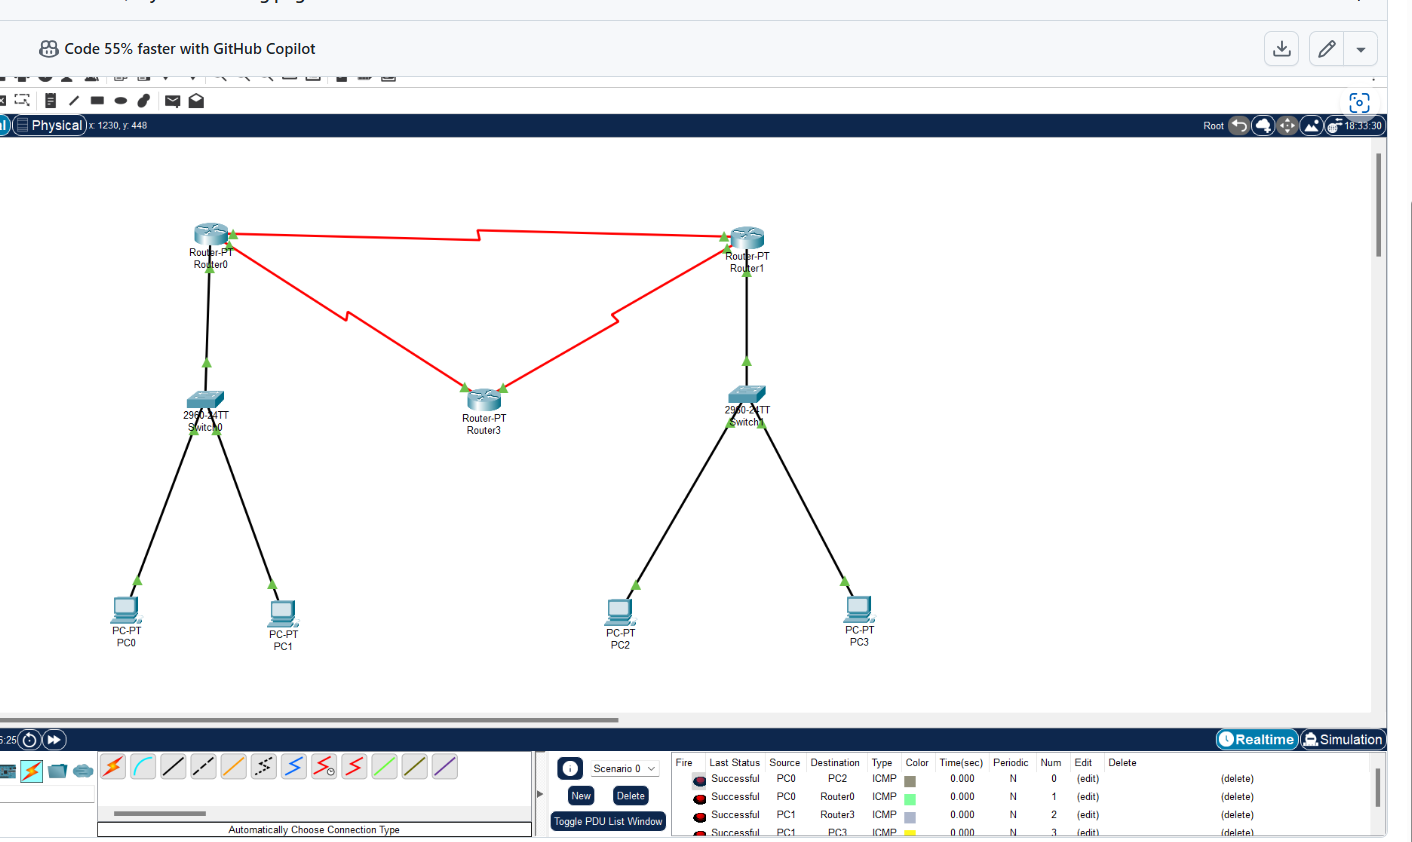 Code 55% faster with GitHub Copilot
Physical x: 1230, y: 448
Root 18:33:30
Router-PT
Router0
Router-PT
Router1
2960-24TT
Switch0
Router-PT
Router3
2960-24TT
PC-PT
PC0
PC-PT
PC1
PC-PT
PC2
PC-PT
PC3
Realtime Simulation
Scenario 0
New Delete
Toggle PDU List Window
Automatically Choose Connection Type
Fire Last Status Source Destination Type Color Time(sec) Periodic Num Edit Delete
Successful PC0 PC2 ICMP 0.000 N 0 (edit) (delete)
Successful PC0 Router0 ICMP 0.000 N 1 (edit) (delete)
Successful PC1 Router3 ICMP 0.000 N 2 (edit) (delete)
Successful PC1 PC3 ICMP 0.000 N 3 (edit) (delete)